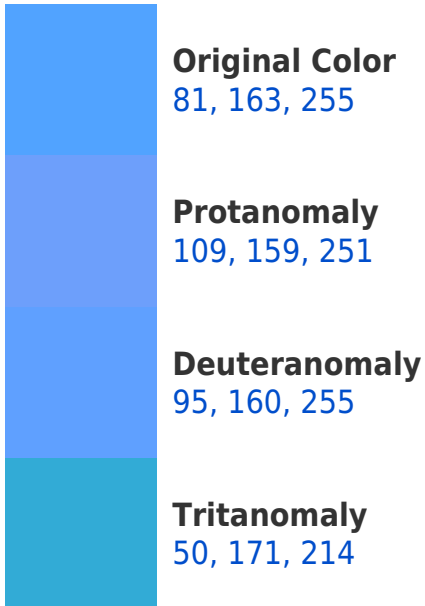 Original Color
81, 163, 255
Protanomaly
109, 159, 251
Deuteranomaly
95, 160, 255
Tritanomaly
50, 171, 214